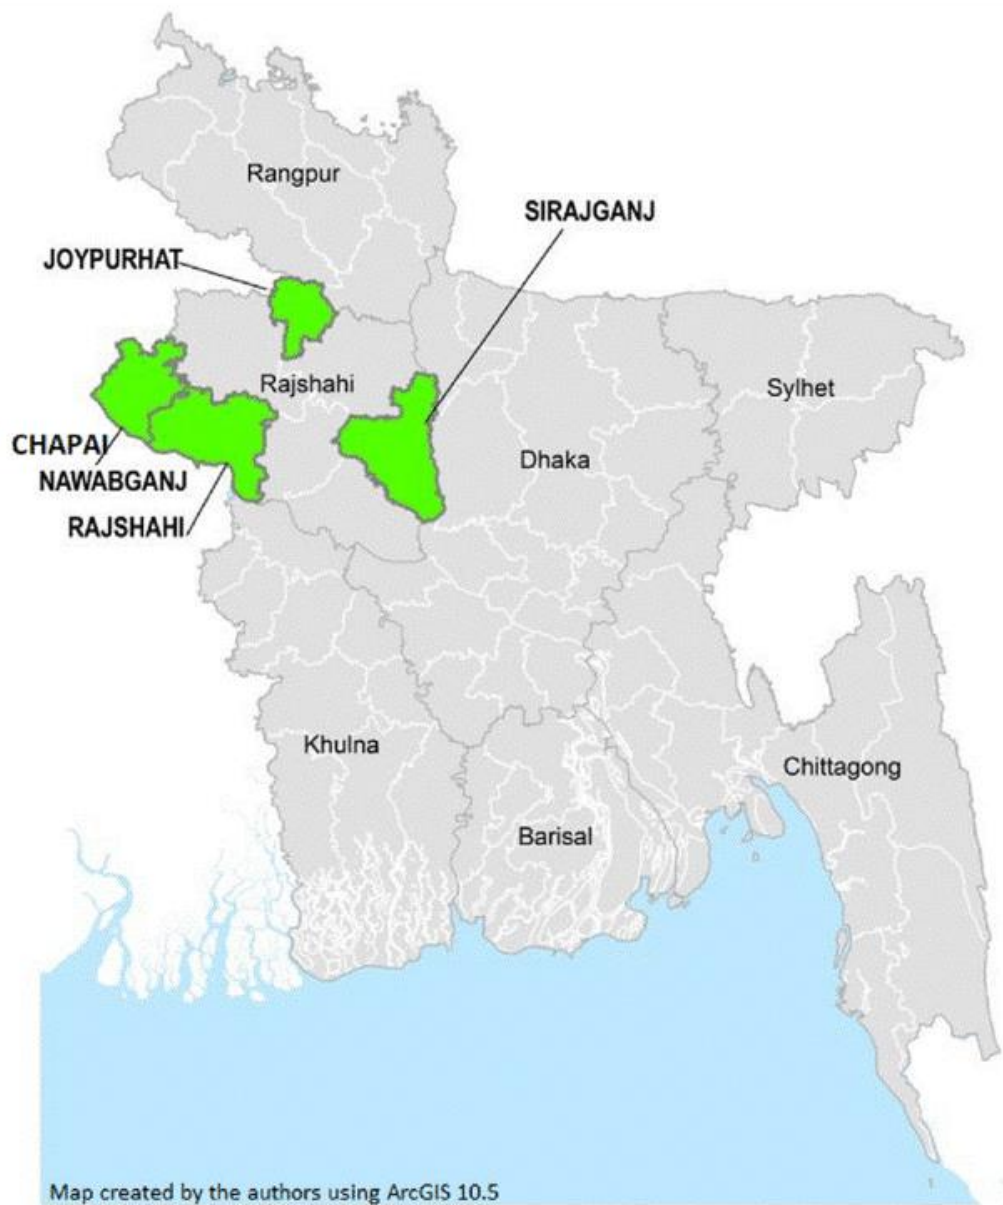 Rangpur
SIRAJGANJ
JOYPURHAT
Rajshahi
Sylhet
CHAPAI
NAWABGANJ
Dhaka
RAJSHAHI
Khulna
Chittagong
Barisal
Map created by the authors using ArcGIS 10.5